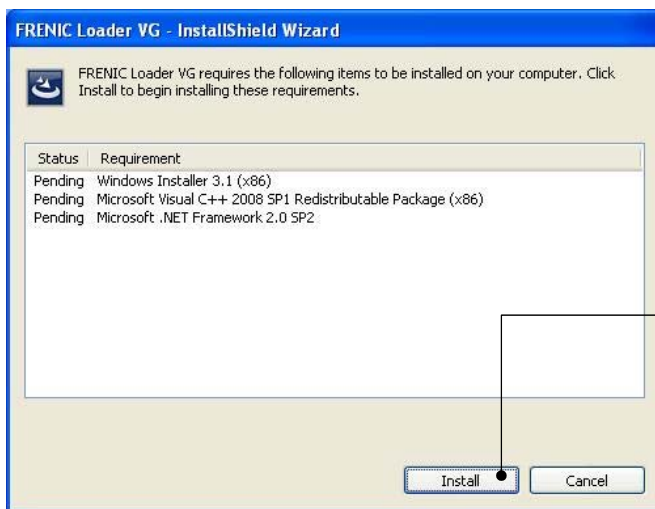 FRENIC Loader VG - InstallShield Wizard
FRENIC Loader VG requires the following items to be installed on your computer. Click
Install to begin installing these requirements.
Status Requirement
Pending Windows Installer 3.1 (x86)
Pending Microsoft Visual C++ 2008 SP1 Redistributable Package (x86)
Pending Microsoft .NET Framework 2.0 SP2
Install Cancel